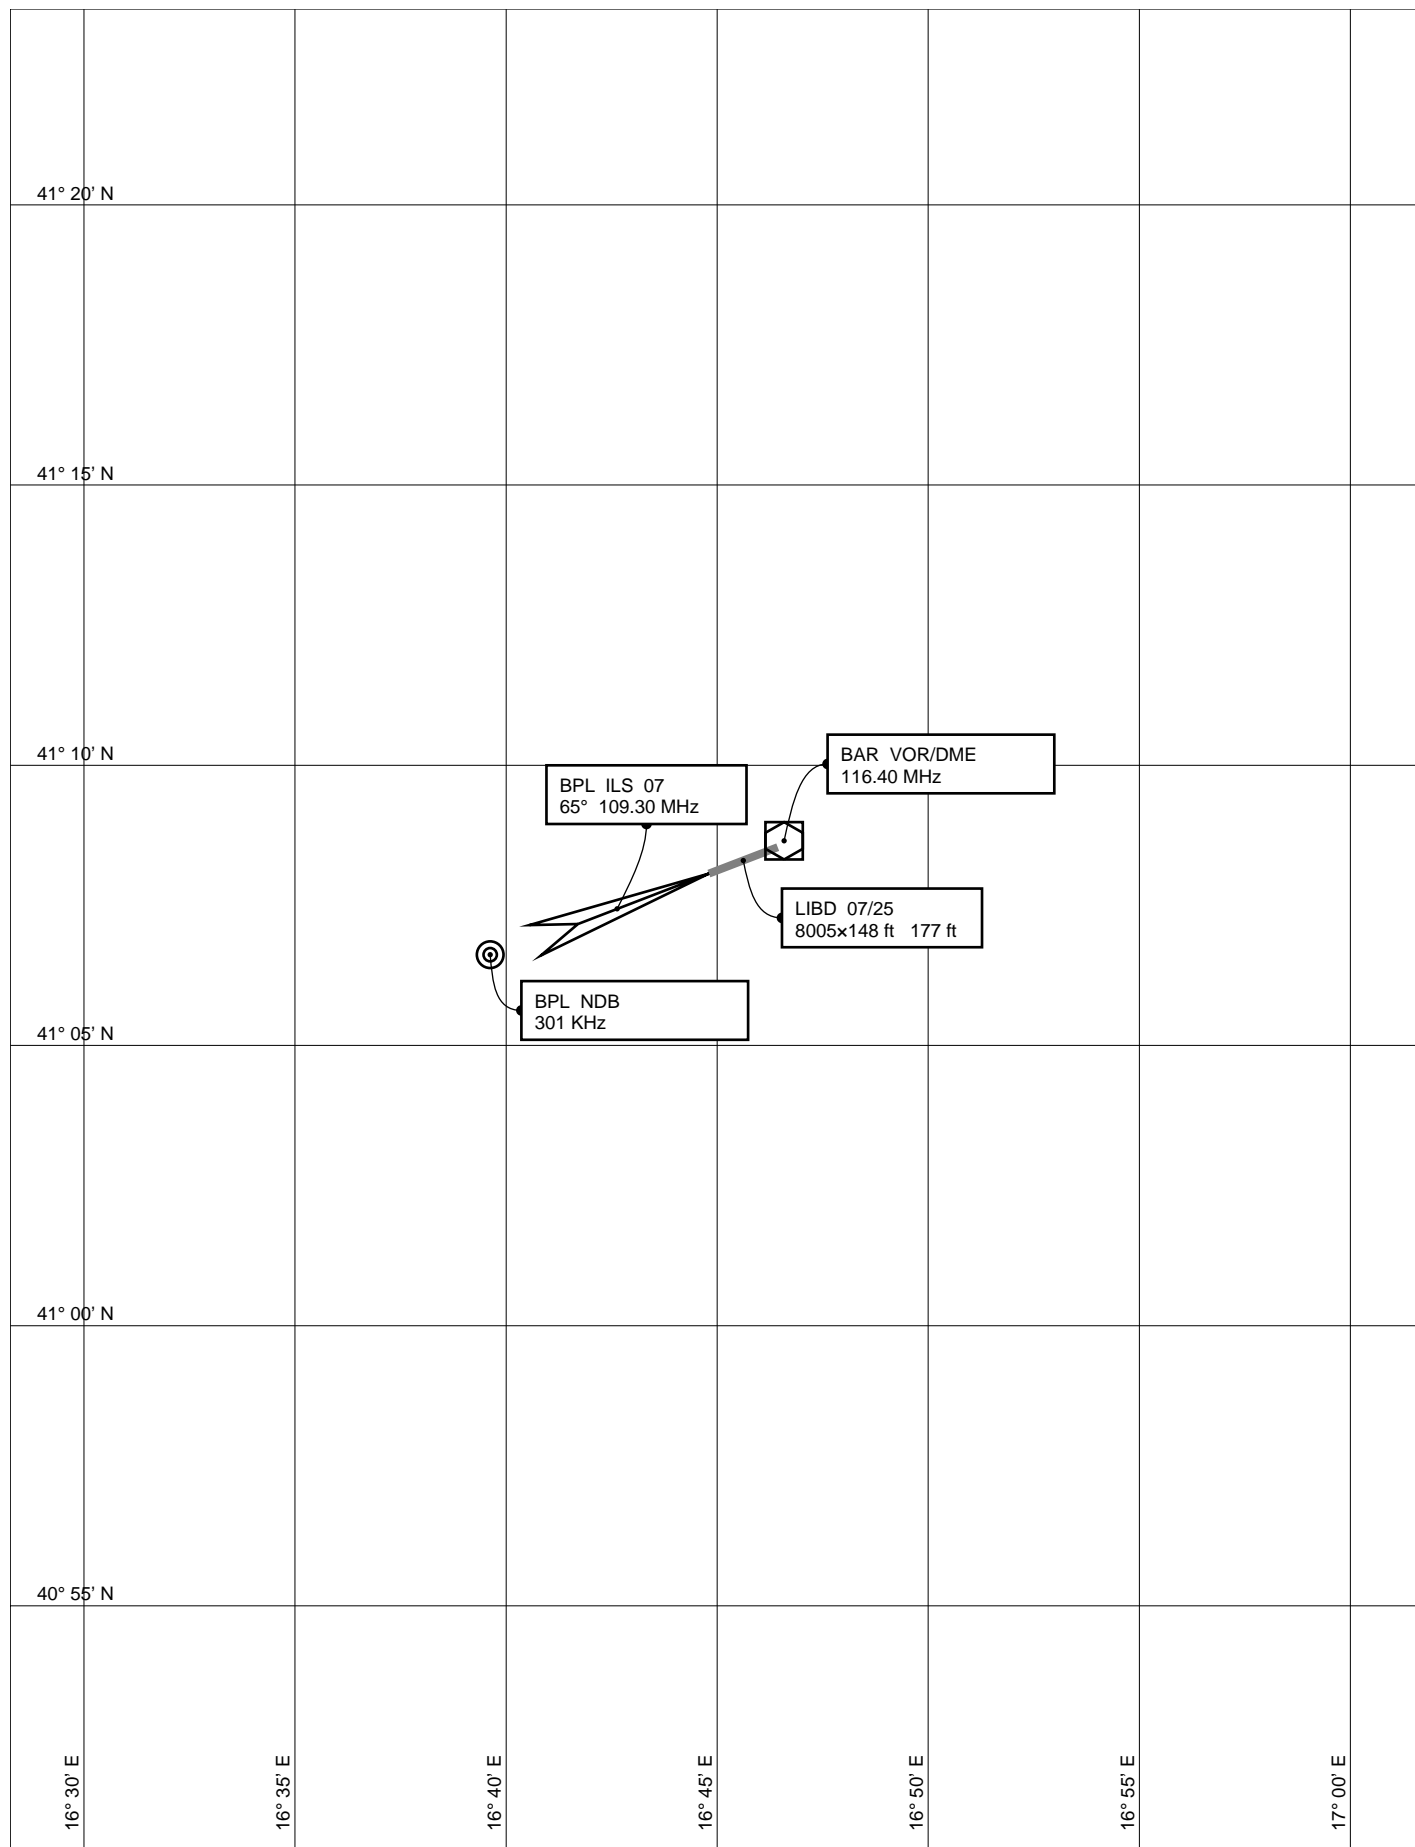 41° 20' N
41° 15' N
41° 10' N
BAR VOR/DME
116.40 MHz
BPL ILS 07
65° 109.30 MHz
LIBD 07/25
8005×148 ft 177 ft
BPL NDB
301 KHz
41° 05' N
41° 00' N
40° 55' N
16° 30' E
16° 35' E
16° 40' E
16° 45' E
16° 50' E
16° 55' E
17° 00' E